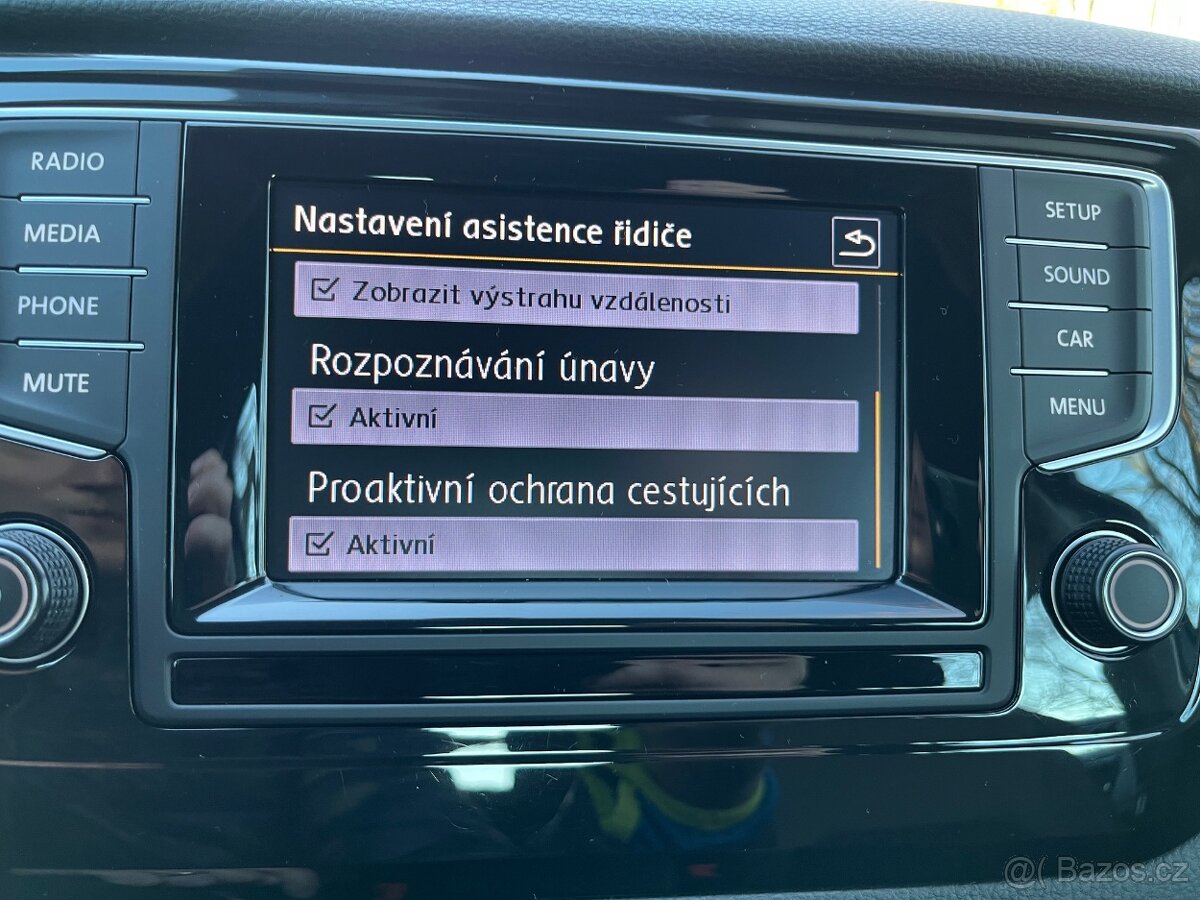 RADIO
MEDIA
PHONE
MUTE
Nastavení asistence řidiče
Zobrazit výstrahu vzdálenosti
Rozpoznávání únavy
Aktivní
Proaktivní ochrana cestujících
Aktivní
SETUP
SOUND
CAR
MENU
@( Bazos.cz